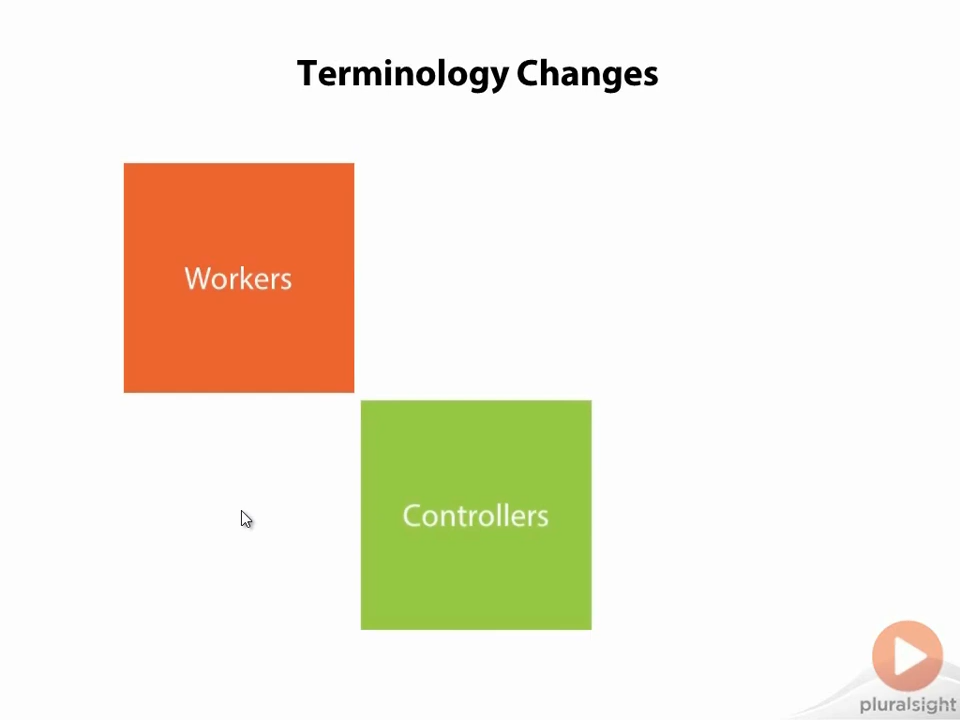 Terminology Changes
Workers
Controllers
pluralsight